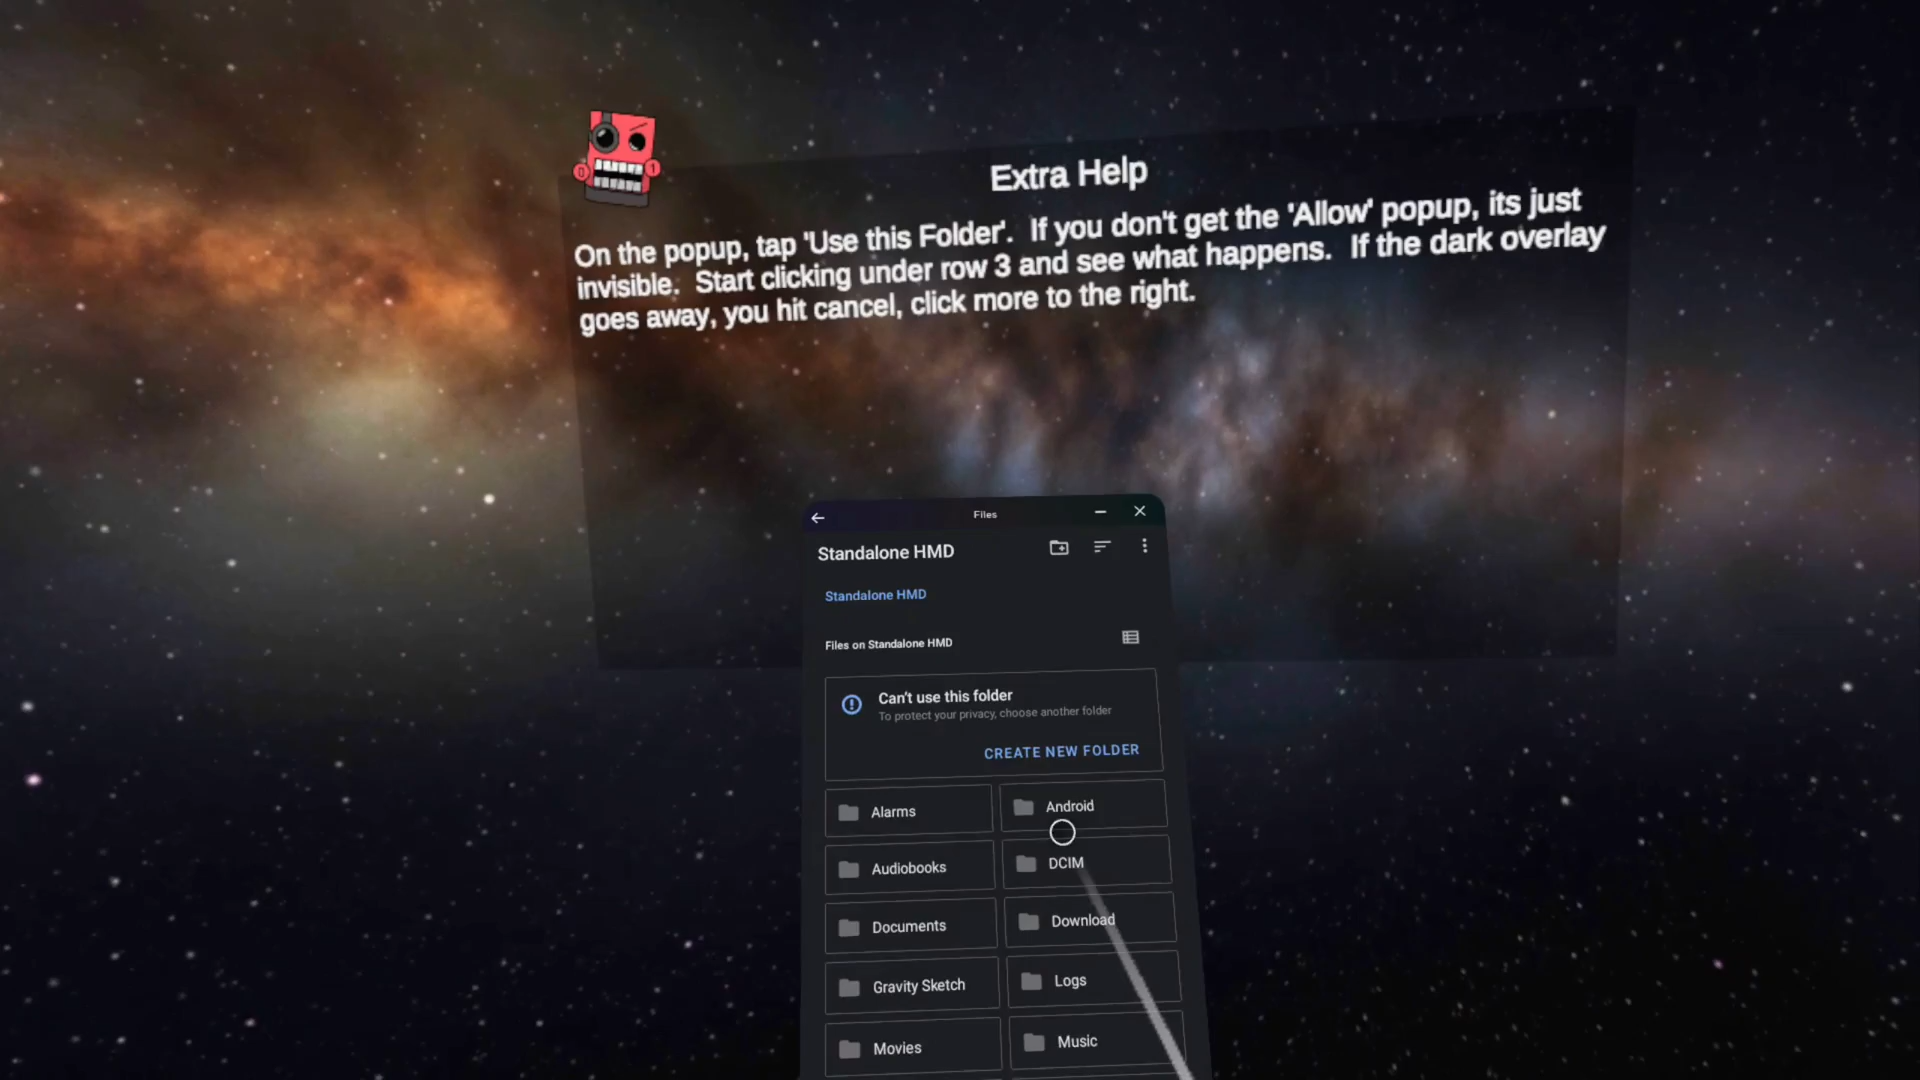 Extra Help
On the popup, tap 'Use this Folder'.  If you don't get the 'Allow' popup, its just
invisible.  Start clicking under row 3 and see what happens.  If the dark overlay
goes away, you hit cancel, click more to the right.
0 1
Files
Standalone HMD
Standalone HMD
Files on Standalone HMD
Can't use this folder
To protect your privacy, choose another folder
CREATE NEW FOLDER
Alarms
Android
Audiobooks
DCIM
Documents
Download
Gravity Sketch
Logs
Movies
Music